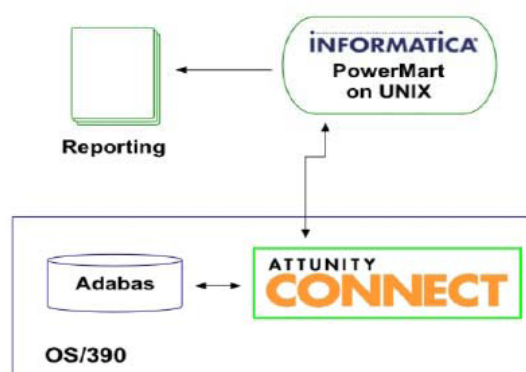 INFORMATICA®
PowerMart
on UNIX
Reporting
Adabas
ATTUNITY
CONNECT
OS/390